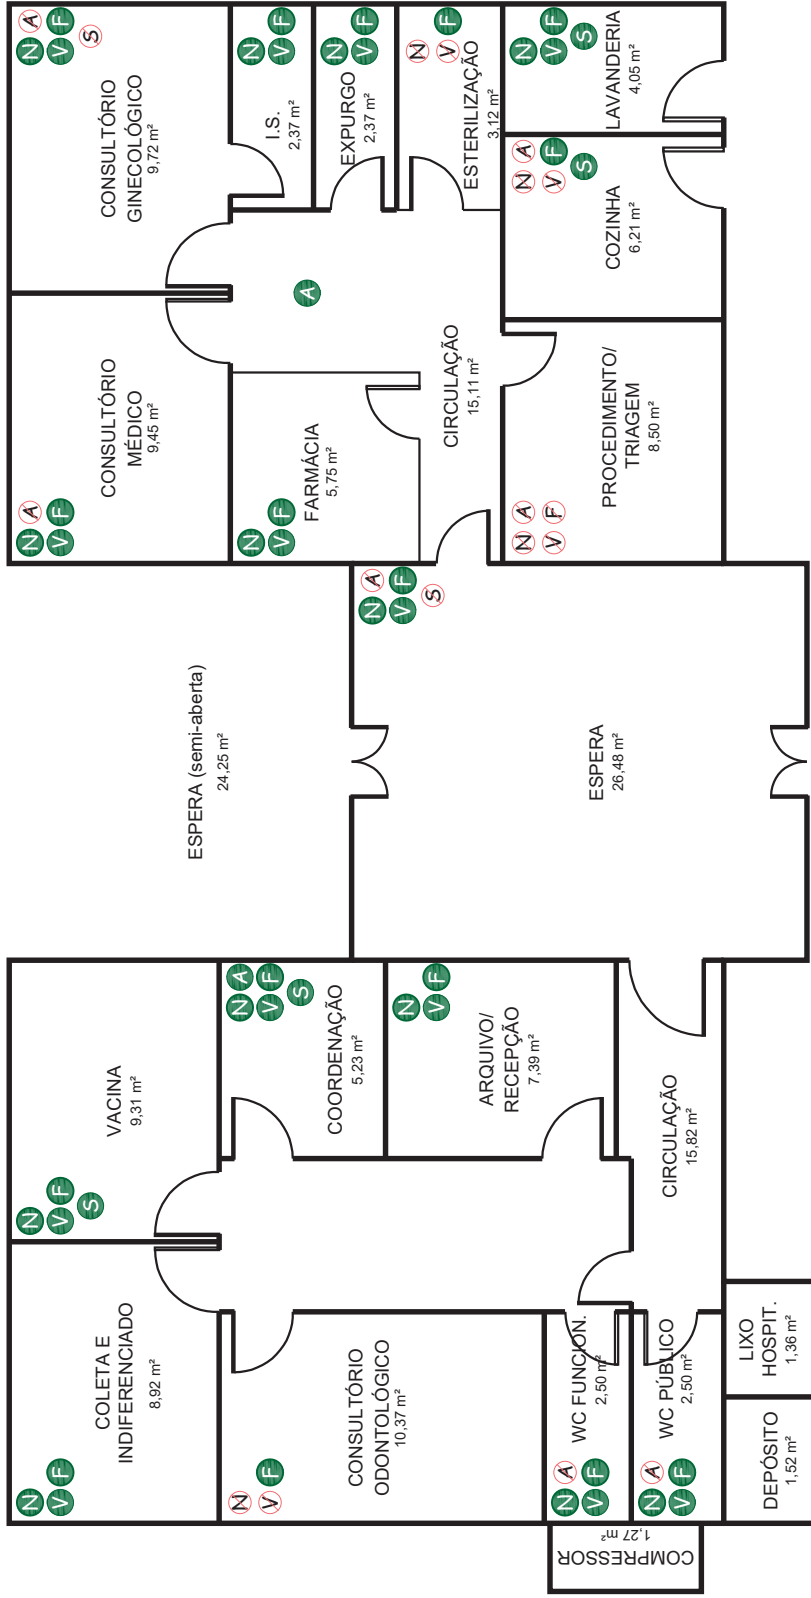 N
V F
COLETA E
INDIFERENCIADO
8,92 m²
N
V F
S
VACINA
9,31 m²
ESPERA (semi-aberta)
24,25 m²
N A
V F
CONSULTÓRIO
MÉDICO
9,45 m²
N A
V F
S
CONSULTÓRIO
GINECOLÓGICO
9,72 m²
N
V F
CONSULTÓRIO
ODONTOLÓGICO
10,37 m²
N A
V F
S
COORDENAÇÃO
5,23 m²
N
V F
FARMÁCIA
5,75 m²
A
N
V F
I.S.
2,37 m²
N
V F
EXPURGO
2,37 m²
N
V F
ARQUIVO/
RECEPÇÃO
7,39 m²
N A
V F
S
ESPERA
26,48 m²
CIRCULAÇÃO
15,11 m²
N F
V
ESTERILIZAÇÃO
3,12 m²
N A
V F
WC FUNCION.
2,50 m²
N A
V F
WC PÚBLICO
2,50 m²
CIRCULAÇÃO
15,82 m²
N A
V F
PROCEDIMENTO/
TRIAGEM
8,50 m²
N A
V F
S
COZINHA
6,21 m²
N F
V S
LAVANDERIA
4,05 m²
COMPRESSOR
1,27 m²
DEPÓSITO
1,52 m²
LIXO
HOSPIT.
1,36 m²